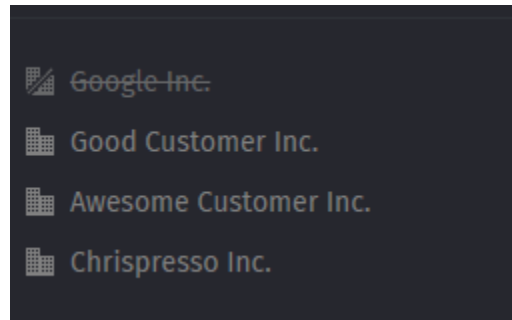 Google Inc.
Good Customer Inc.
Awesome Customer Inc.
Chrispresso Inc.